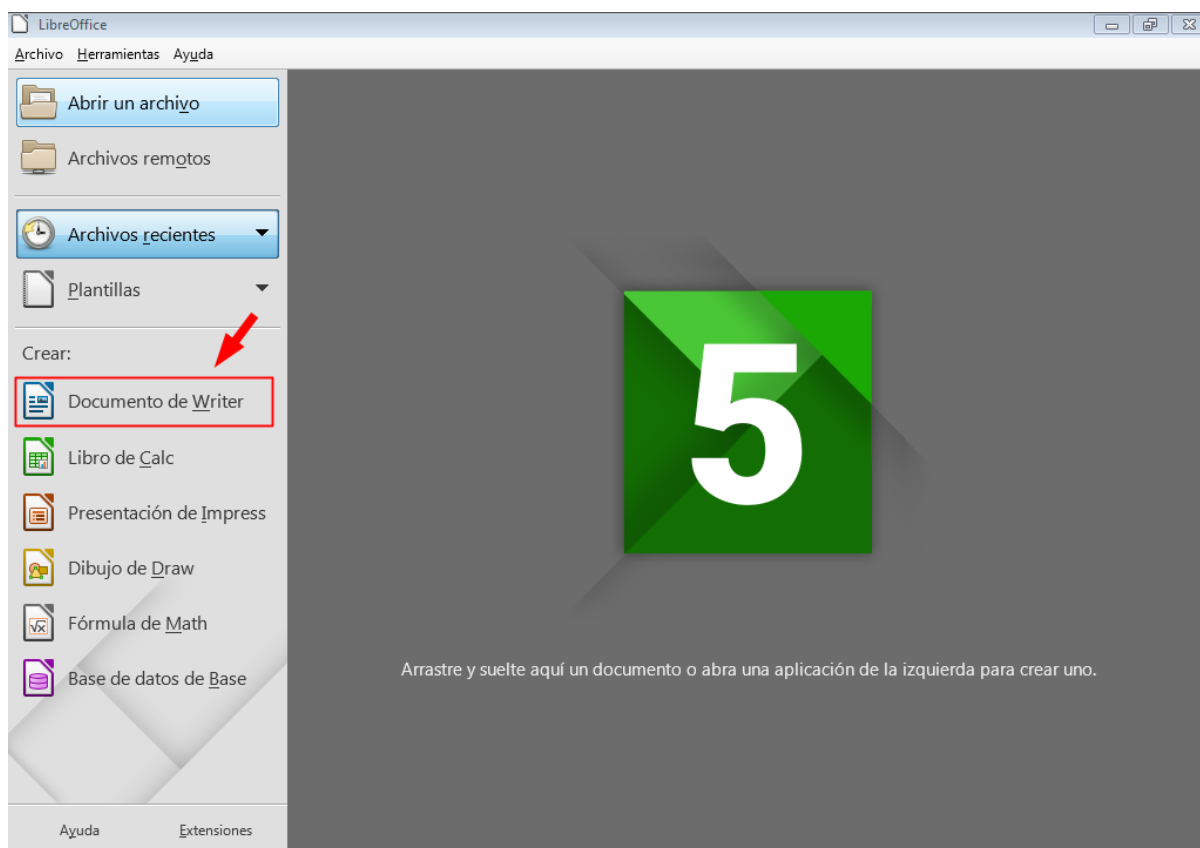 LibreOffice
Archivo Herramientas Ayuda
Abrir un archivo
Archivos remotos
Archivos recientes
Plantillas
Crear:
Documento de Writer
Libro de Calc
Presentación de Impress
Dibujo de Draw
Fórmula de Math
Base de datos de Base
Ayuda Extensiones
5
Arrastre y suelte aquí un documento o abra una aplicación de la izquierda para crear uno.